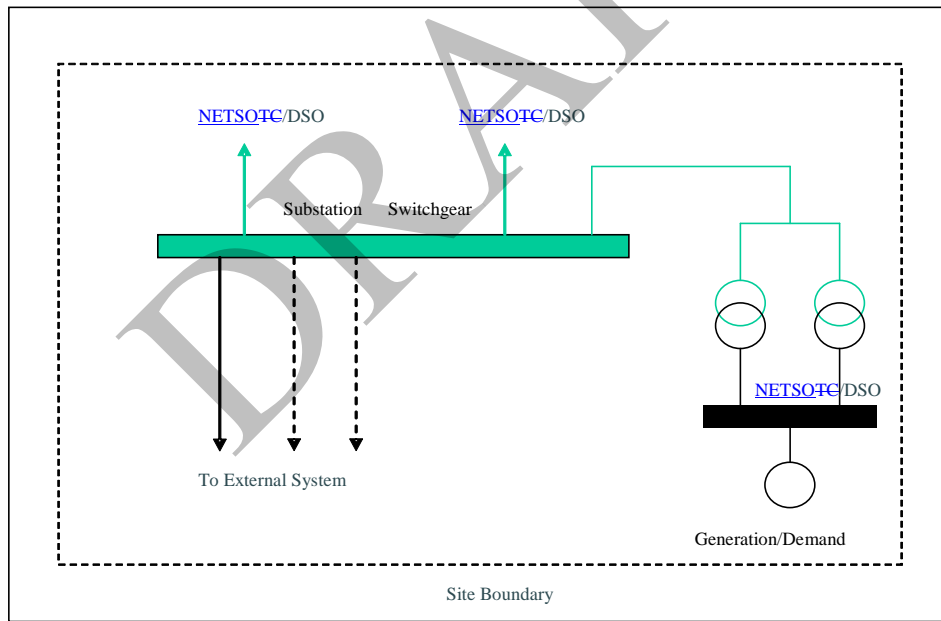 DRAFT
NETSOTC/DSO NETSOTC/DSO
Substation Switchgear
NETSOTC/DSO
To External System
Generation/Demand
Site Boundary